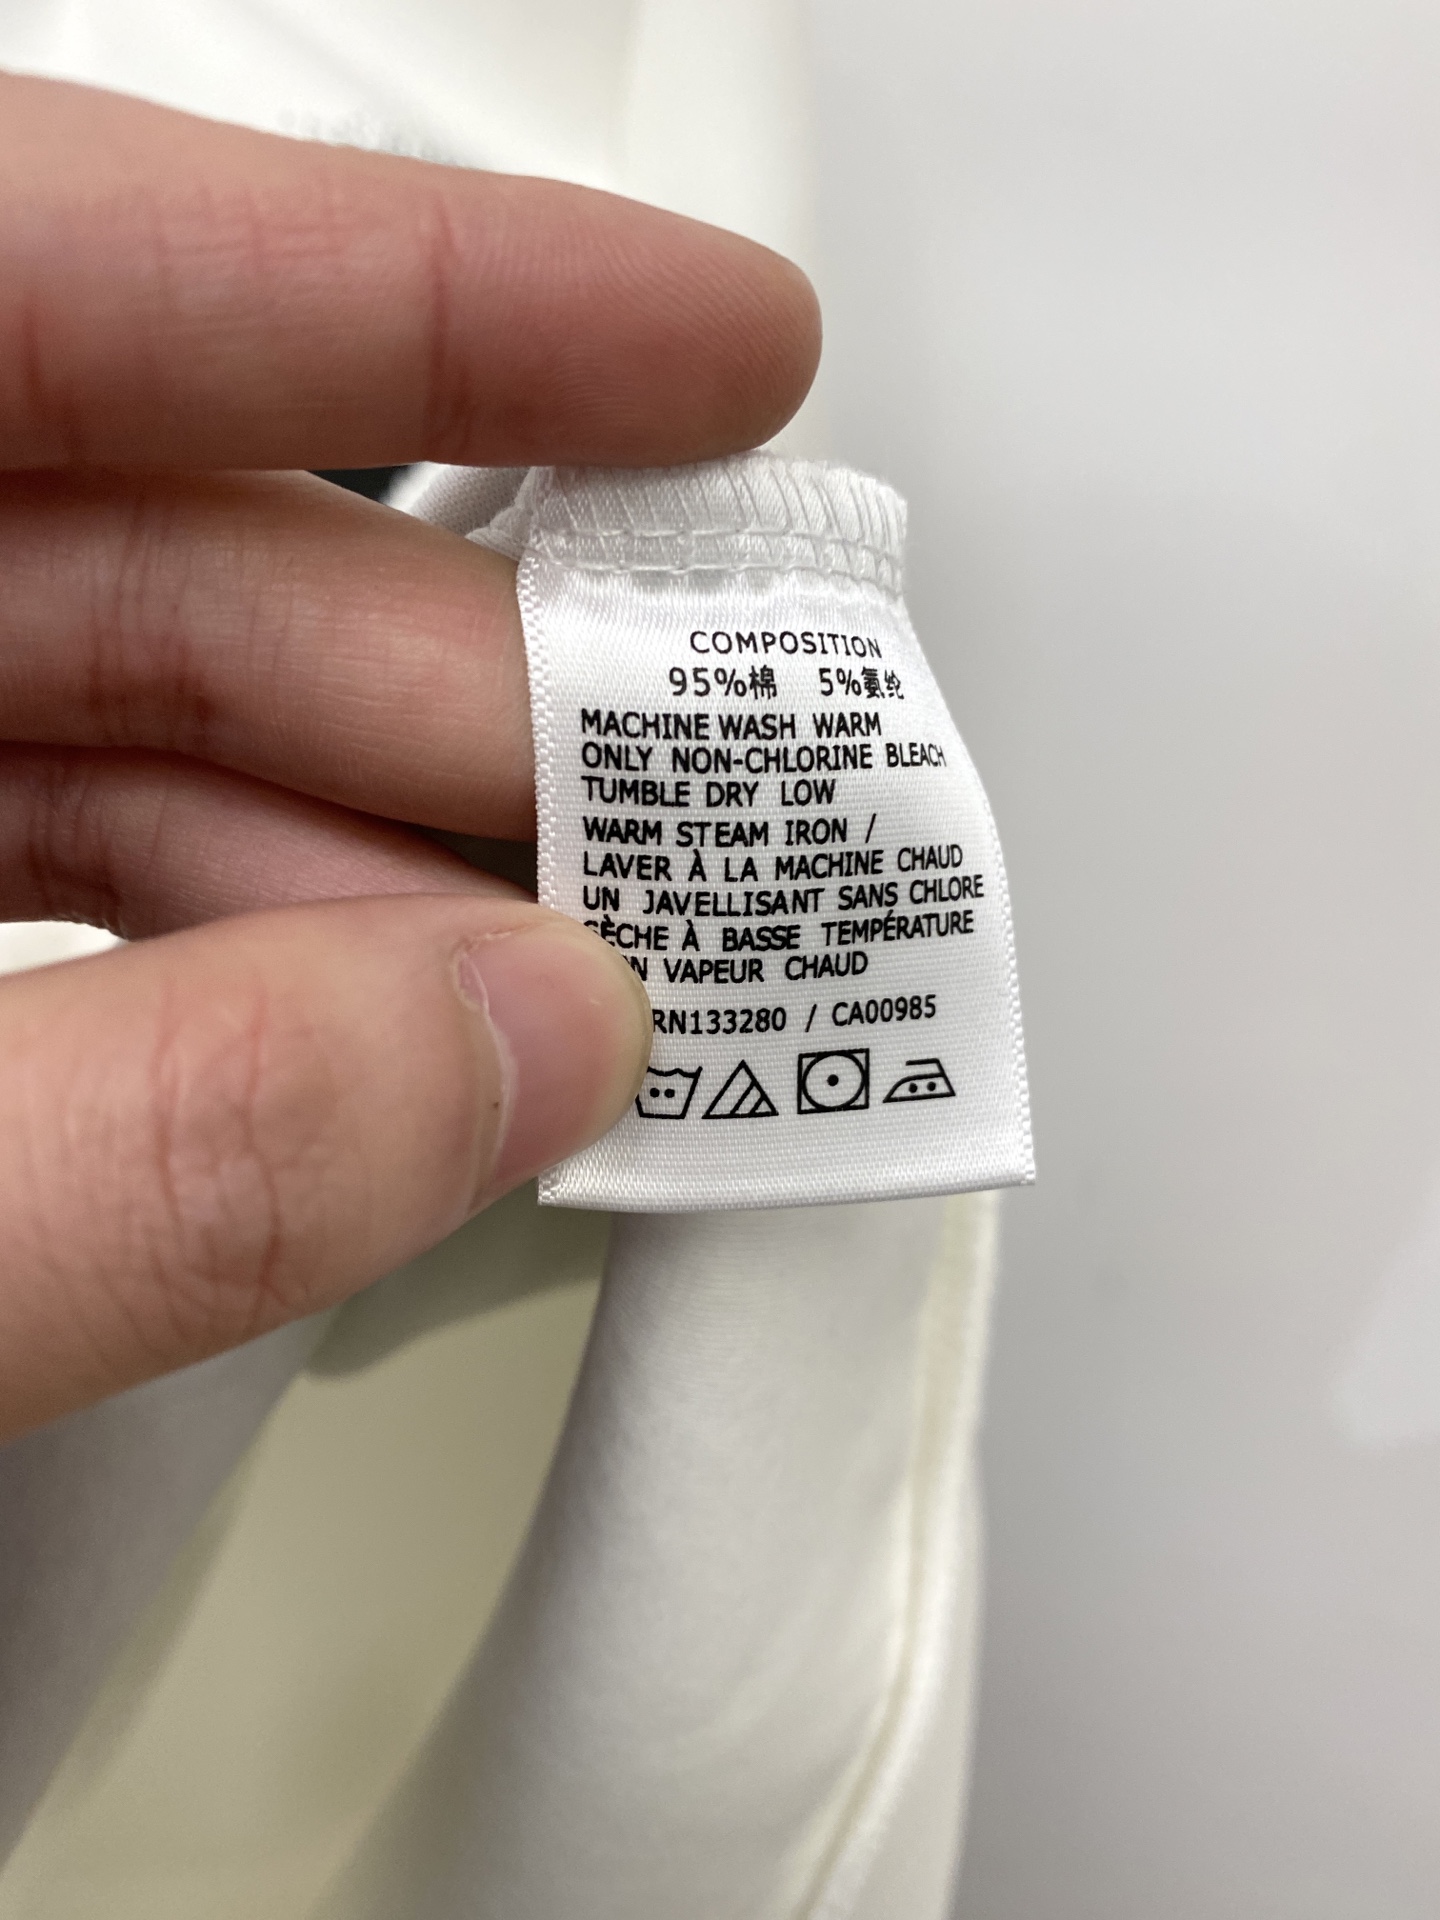 COMPOSITION
95%棉 5%氨纶
MACHINE WASH WARM
ONLY NON-CHLORINE BLEACH
TUMBLE DRY LOW
WARM STEAM IRON /
LAVER À LA MACHINE CHAUD
UN JAVELLISANT SANS CHLORE
SÈCHE À BASSE TEMPÉRATURE
VAPEUR CHAUD
RN133280 / CA00985